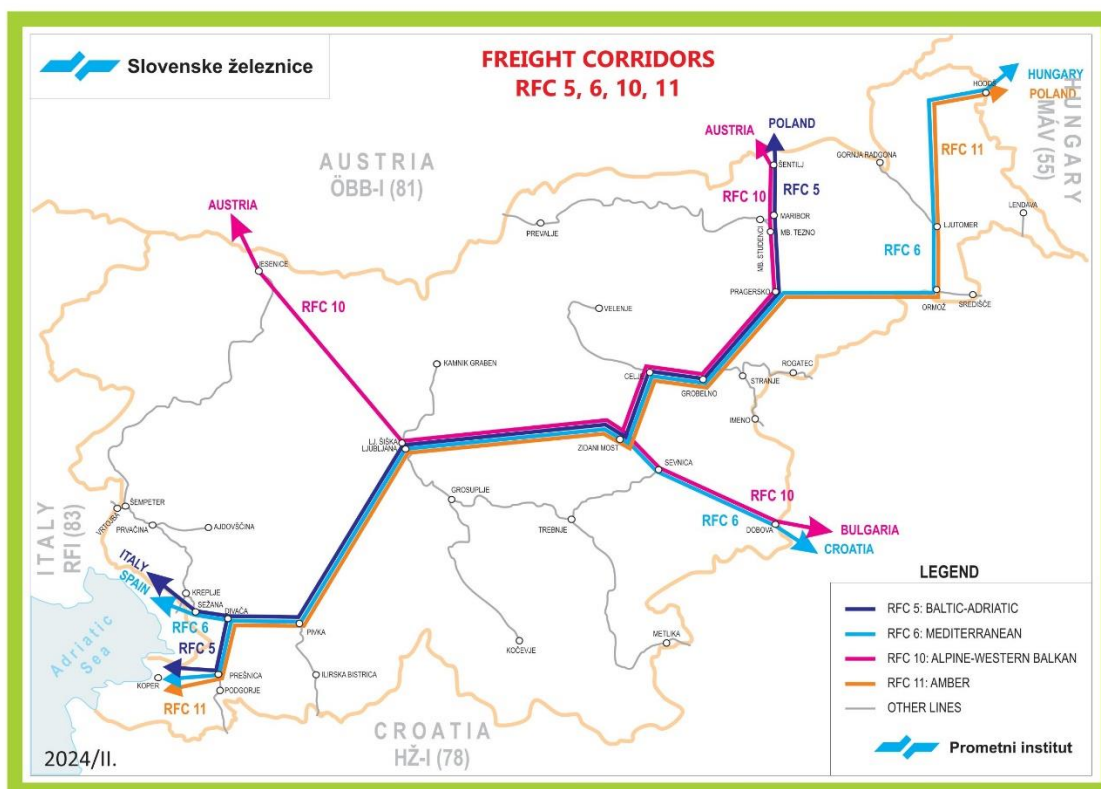 Slovenske železnice
FREIGHT CORRIDORS
RFC 5, 6, 10, 11
HUNGARY
POLAND
HODOŠ
HUNGARY
MÁV (55)
AUSTRIA
POLAND
AUSTRIA
ÖBB-I (81)
GORNJA RADGONA
RFC 11
ŠENTILJ
RFC 10
RFC 5
AUSTRIA
LENDAVA
PREVALJE
MARIBOR
MB. TEZNO
MB. STUDENCI
LJUTOMER
RFC 6
JESENICE
RFC 10
PRAGERSKO
ORMOŽ
SREDIŠČE
VELENJE
KAMNIK GRABEN
CELJE
GROBELNO
ROGATEC
STRANJE
IMENO
LJ. ŠIŠKA
LJUBLJANA
ZIDANI MOST
SEVNICA
GROSUPLJE
TREBNJE
RFC 10
RFC 6
DOBOVA
BULGARIA
CROATIA
ŠEMPETER
VRTOJBA
PRVAČINA
AJDOVŠČINA
ITALY
RFI (83)
ITALY
SPAIN
KREPLJE
SEŽANA
DIVAČA
RFC 6
PIVKA
RFC 5
KOPER
PREŠNICA
PODGORJE
RFC 11
ILIRSKA BISTRICA
KOČEVJE
METLIKA
Adriatic
Sea
CROATIA
HŽ-I (78)
LEGEND
RFC 5: BALTIC-ADRIATIC
RFC 6: MEDITERRANEAN
RFC 10: ALPINE-WESTERN BALKAN
RFC 11: AMBER
OTHER LINES
Prometni institut
2024/II.